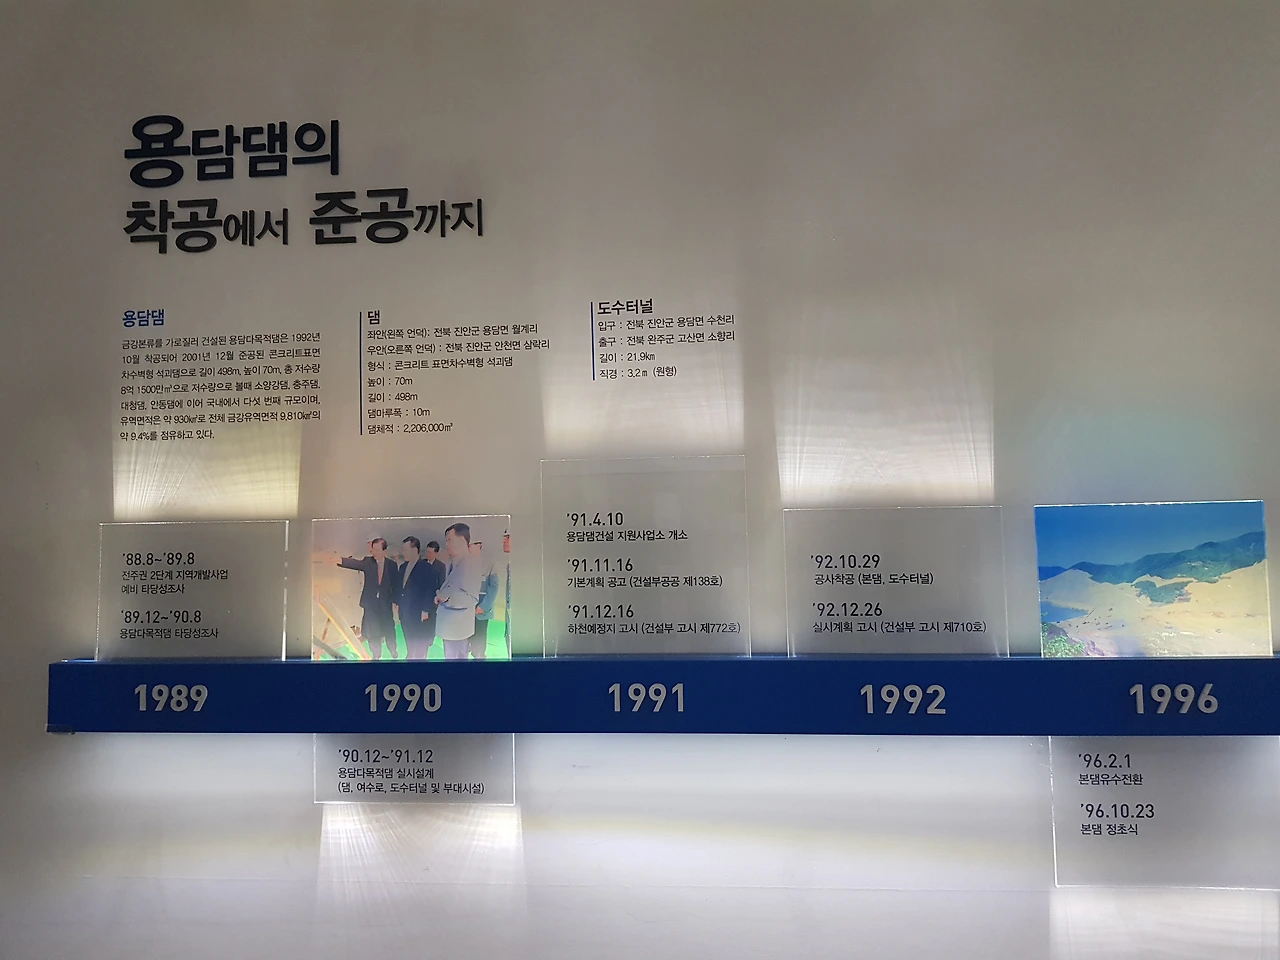 용담댐의
착공에서 준공까지
용담댐
금강본류를 가로질러 건설된 용담다목적댐은 1992년
10월 착공되어 2001년 12월 준공된 콘크리트표면
차수벽형 석괴댐으로 길이 498m, 높이 70m, 총 저수량
8억 1500만㎥으로 저수량으로 볼때 소양강댐, 충주댐,
대청댐, 안동댐에 이어 국내에서 다섯 번째 규모이며,
유역면적은 약 930㎢로 전체 금강유역면적 9,810㎢의
약 9.4%를 점유하고 있다.
댐
좌안(왼쪽 언덕): 전북 진안군 용담면 월계리
우안(오른쪽 언덕) : 전북 진안군 안천면 삼락리
형식 : 콘크리트 표면차수벽형 석괴댐
높이 : 70m
길이 : 498m
댐마루폭 : 10m
댐체적 : 2,206,000㎥
도수터널
입구 : 전북 진안군 용담면 수천리
출구 : 전북 완주군 고산면 소향리
길이 : 21.9㎞
직경 : 3.2m (원형)
'88.8~'89.8
전주권 2단계 지역개발사업
예비 타당성조사
'89.12~'90.8
용담다목적댐 타당성조사
'91.4.10
용담댐건설 지원사업소 개소
'91.11.16
기본계획 공고 (건설부공공 제138호)
'91.12.16
하천예정지 고시 (건설부 고시 제772호)
'92.10.29
공사착공 (본댐, 도수터널)
'92.12.26
실시계획 고시 (건설부 고시 제710호)
1989
1990
1991
1992
1996
'90.12~'91.12
용담다목적댐 실시설계
(댐, 여수로, 도수터널 및 부대시설)
'96.2.1
본댐유수전환
'96.10.23
본댐 정초식